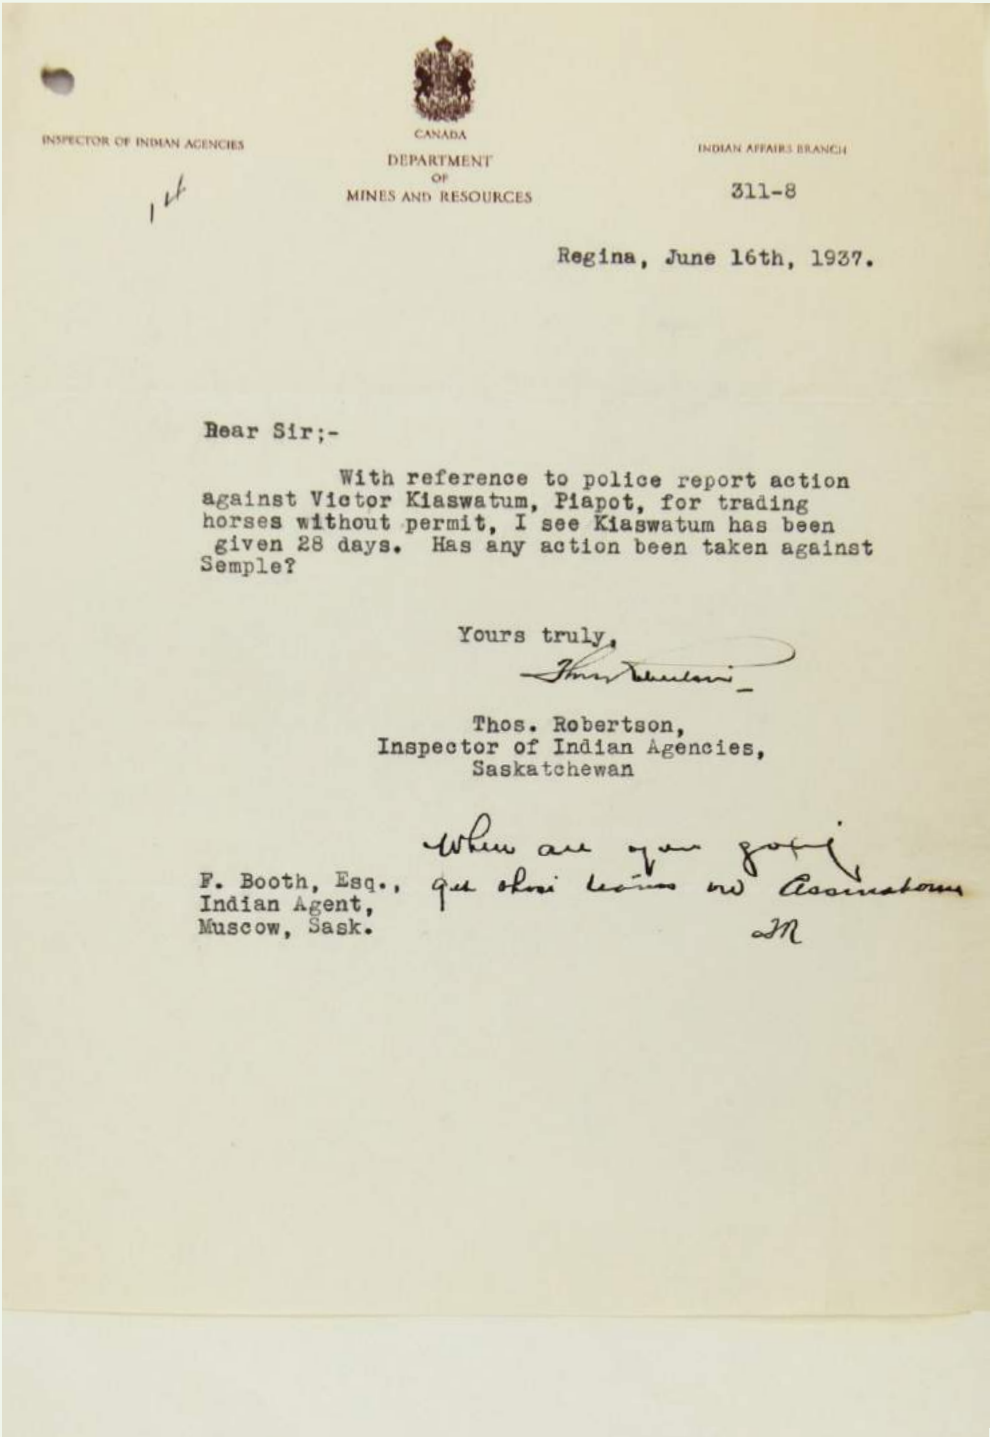 CANADA
INSPECTOR OF INDIAN AGENCIES
INDIAN AFFAIRS BRANCH
DEPARTMENT
OF
MINES AND RESOURCES
311-8
Regina, June 16th, 1937.
Dear Sir;-
With reference to police report action
against Victor Kiaswatum, Piapot, for trading
horses without permit, I see Kiaswatum has been
given 28 days. Has any action been taken against
Semple?
Yours truly,
Thos. Robertson,
Inspector of Indian Agencies,
Saskatchewan
When are you going
F. Booth, Esq.,
Indian Agent,
Muscow, Sask.